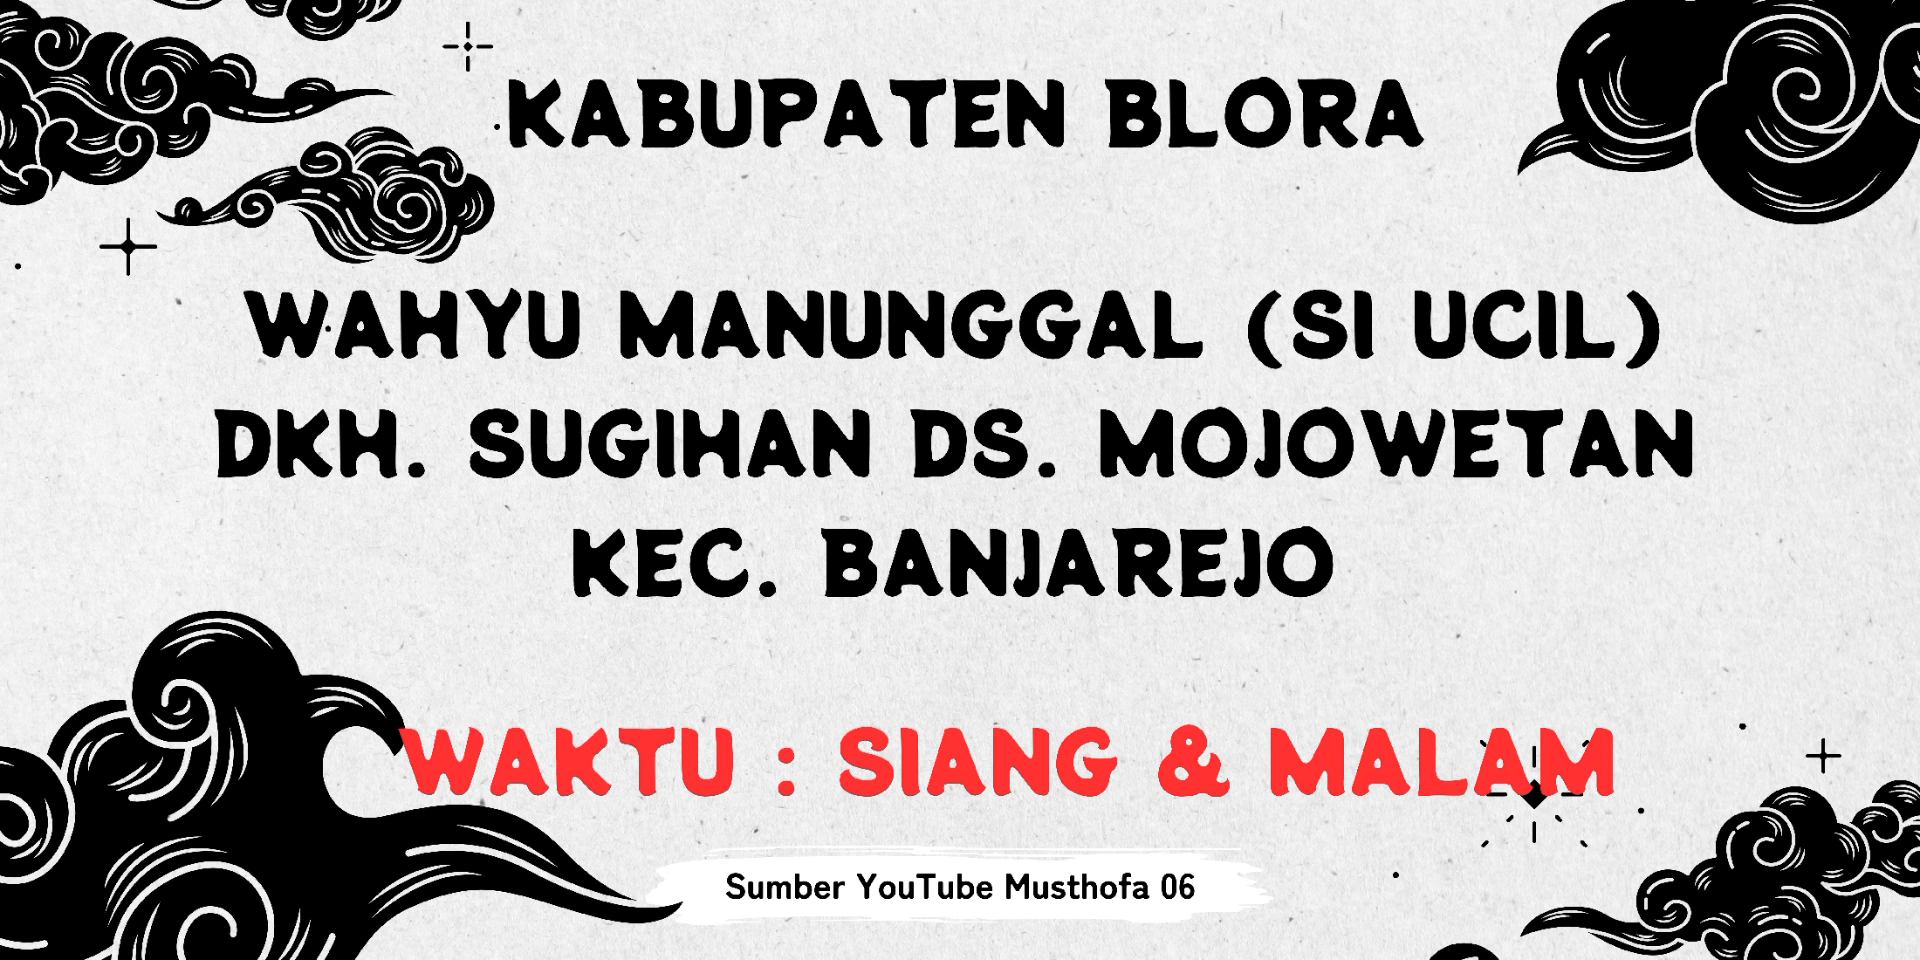 KABUPATEN BLORA
WAHYU MANUNGGAL (SI UCIL)
DKH. SUGIHAN DS. MOJOWETAN
KEC. BANJAREJO
WAKTU : SIANG & MALAM
Sumber YouTube Musthofa 06